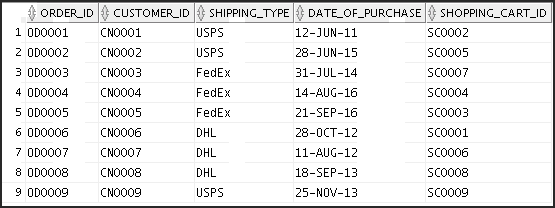 ORDER_ID CUSTOMER_ID SHIPPING_TYPE DATE_OF_PURCHASE SHOPPING_CART_ID
1 OD0001 CN0001 USPS 12-JUN-11 SC0002
2 OD0002 CN0002 USPS 28-JUN-15 SC0005
3 OD0003 CN0003 FedEx 31-JUL-14 SC0007
4 OD0004 CN0004 FedEx 14-AUG-16 SC0004
5 OD0005 CN0005 FedEx 21-SEP-16 SC0003
6 OD0006 CN0006 DHL 28-OCT-12 SC0001
7 OD0007 CN0007 DHL 11-AUG-12 SC0006
8 OD0008 CN0008 DHL 18-SEP-13 SC0008
9 OD0009 CN0009 USPS 25-NOV-13 SC0009